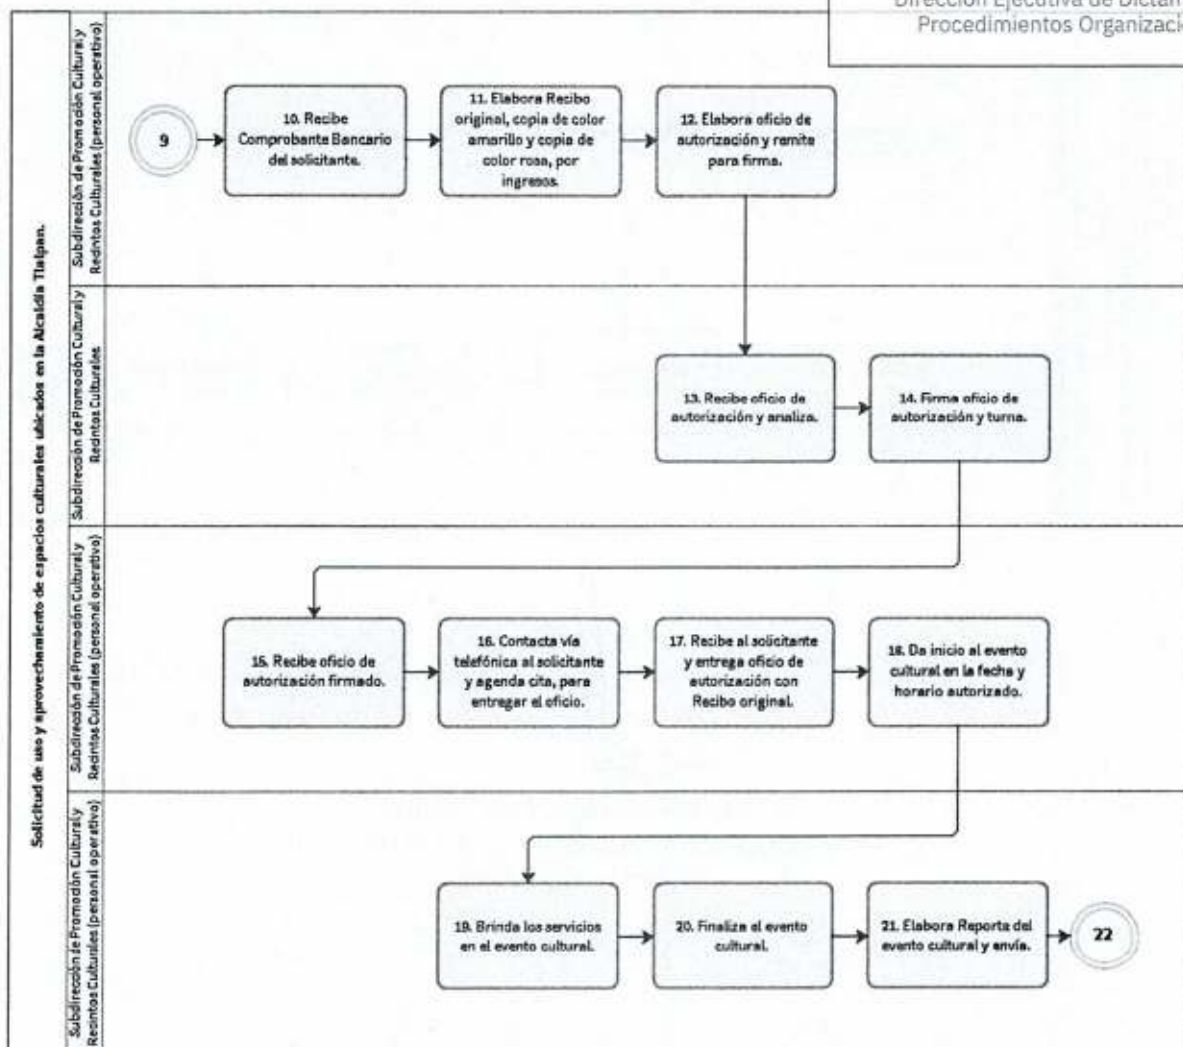 Dirección Ejecutiva de
Procedimientos
Solicitud de uso y aprovechamiento de espacios culturales ubicados en la Alcaldía Tlalpan.
Subdirección de Promoción Cultural y
Recintos Culturales (personal operativo)
9
10. Recibe
Comprobante Bancario
del solicitante.
11. Elabora Recibo
original, copia de color
amarillo y copia de
color rosa, por
ingresos.
12. Elabora oficio de
autorización y remite
para firma.
Subdirección de Promoción Cultural y
Recintos Culturales
13. Recibe oficio de
autorización y analiza.
14. Firma oficio de
autorización y turna.
Subdirección de Promoción Cultural y
Recintos Culturales (personal operativo)
15. Recibe oficio de
autorización firmado.
16. Contacta vía
telefónica al solicitante
y agenda cita, para
entregar el oficio.
17. Recibe al solicitante
y entrega oficio de
autorización con
Recibo original.
18. Da inicio al evento
cultural en la fecha y
horario autorizado.
Subdirección de Promoción Cultural y
Recintos Culturales (personal operativo)
19. Brinda los servicios
en el evento cultural.
20. Finaliza el evento
cultural.
21. Elabora Reporte del
evento cultural y envía.
22